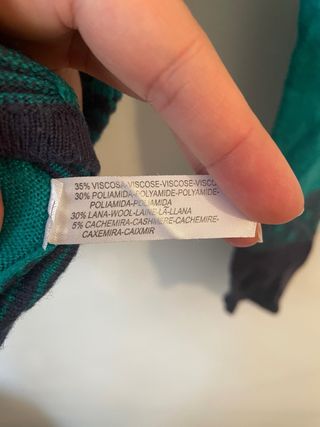 35% VISCOSA-VISCOSE-VISCOSE-VISCO
30% POLIAMIDA-POLYAMIDE-POLYAMIDE-
POLIAMIDA-POLIAMIDA
30% LANA-WOOL-LAINE-LÃ-LLANA
5% CACHEMIRA-CASHMERE-CACHEMIRE-
CAXEMIRA-CAIXMIR